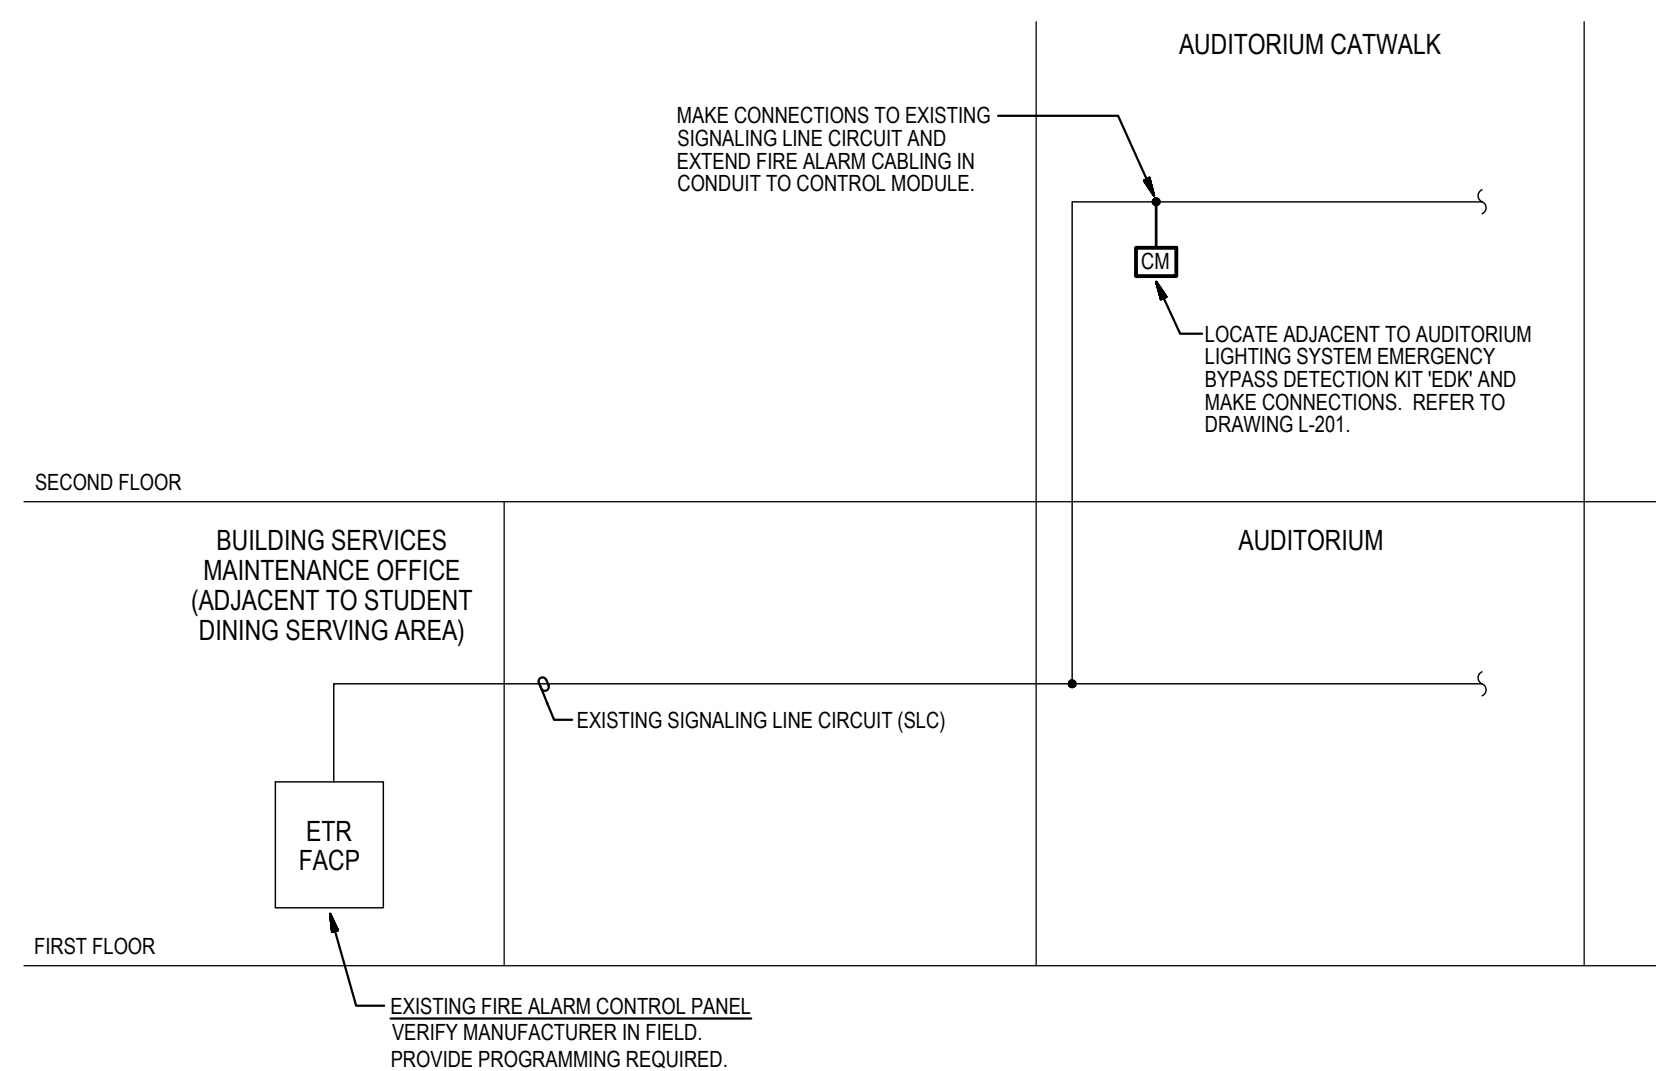 AUDITORIUM CATWALK
MAKE CONNECTIONS TO EXISTING
SIGNALING LINE CIRCUIT AND
EXTEND FIRE ALARM CABLING IN
CONDUIT TO CONTROL MODULE.
CM
LOCATE ADJACENT TO AUDITORIUM
LIGHTING SYSTEM EMERGENCY
BYPASS DETECTION KIT 'EDK' AND
MAKE CONNECTIONS. REFER TO
DRAWING L-201.
SECOND FLOOR
BUILDING SERVICES
MAINTENANCE OFFICE
(ADJACENT TO STUDENT
DINING SERVING AREA)
AUDITORIUM
EXISTING SIGNALING LINE CIRCUIT (SLC)
ETR
FACP
FIRST FLOOR
EXISTING FIRE ALARM CONTROL PANEL
VERIFY MANUFACTURER IN FIELD.
PROVIDE PROGRAMMING REQUIRED.